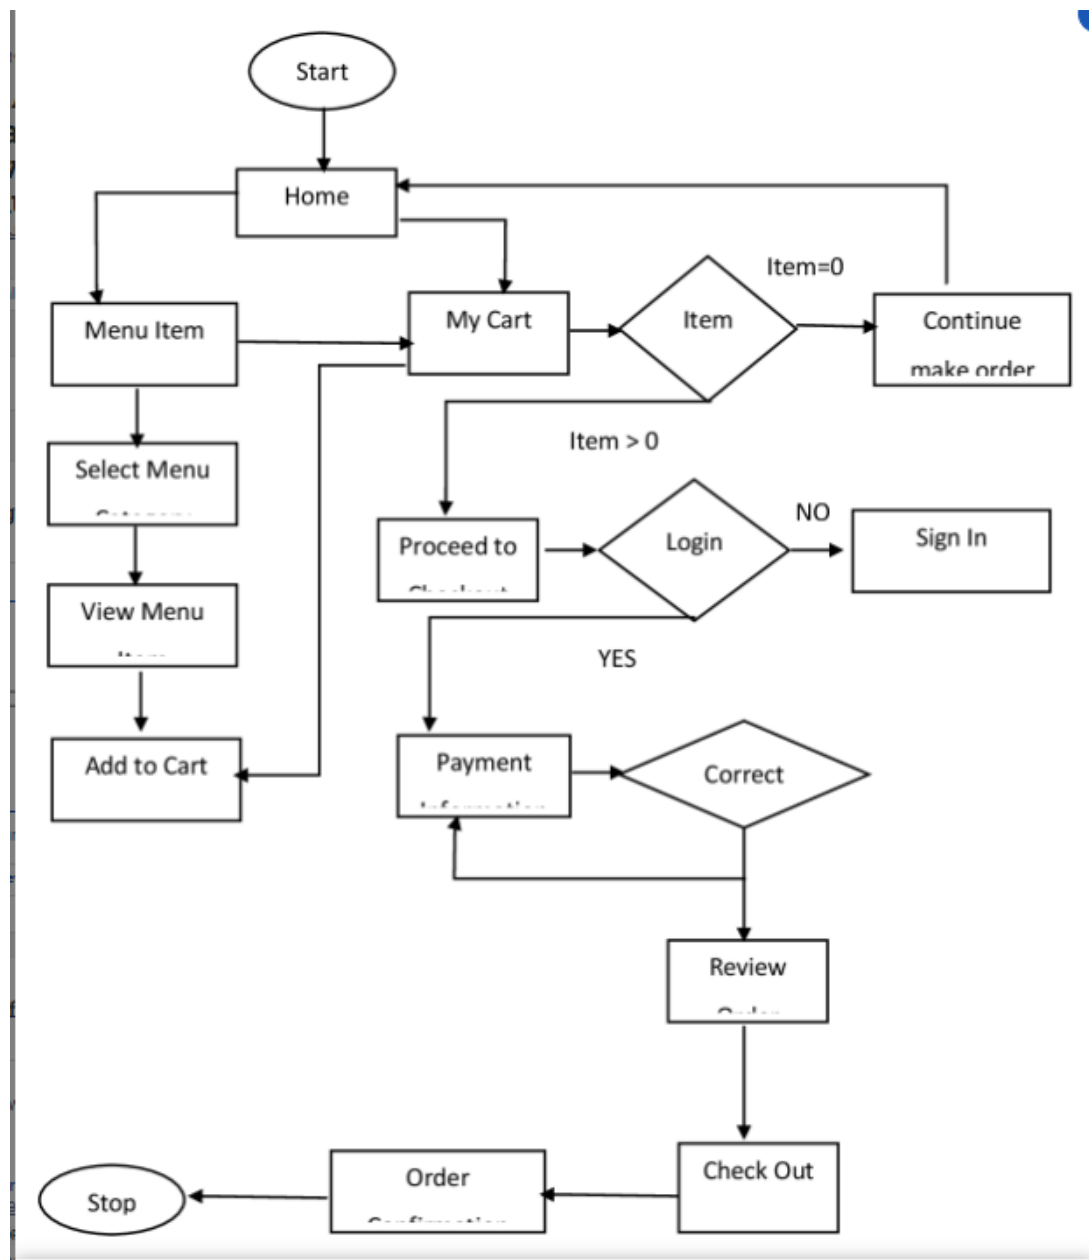 Start
Home
Item=0
Menu Item
My Cart
Item
Continue
make order
Item > 0
Select Menu
NO
Proceed to
Login
Sign In
View Menu
YES
Add to Cart
Payment
Correct
Review
Check Out
Order
Stop